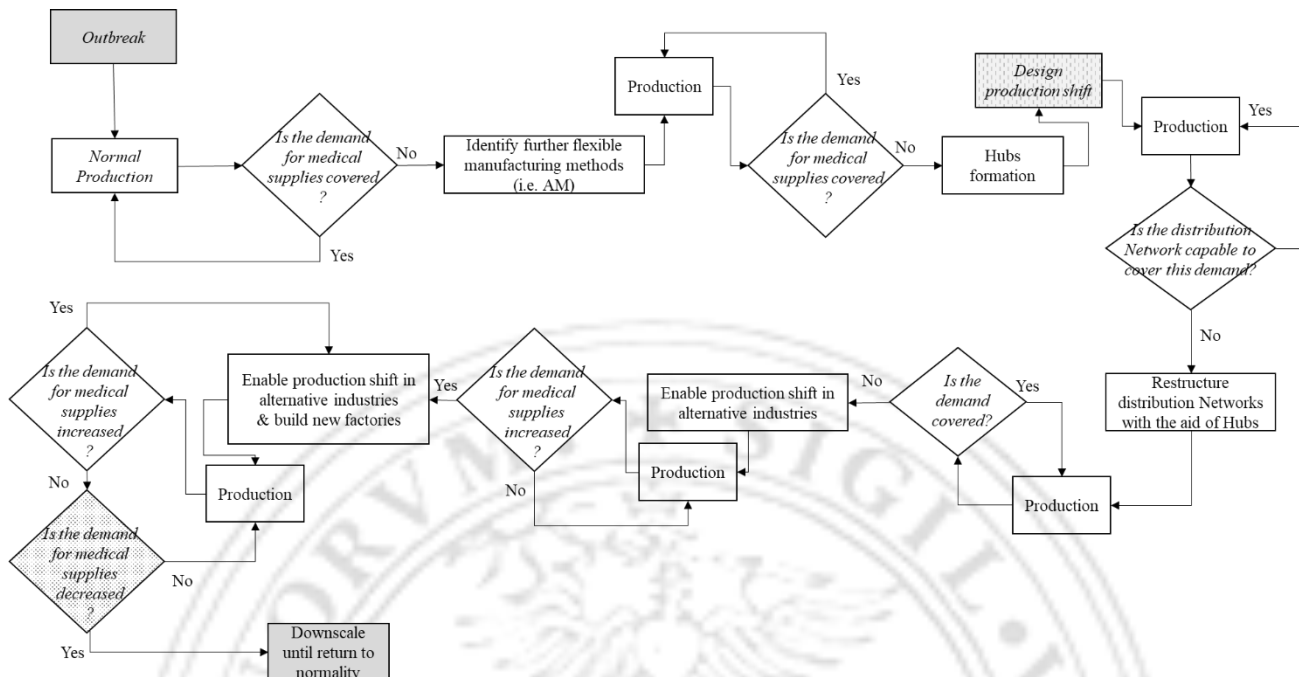 Outbreak
Normal
Production
Is the demand
for medical
supplies covered
?
No
Yes
Identify further flexible
manufacturing methods
(i.e. AM)
Production
Yes
Is the demand for
medical
supplies covered
?
No
Hubs
formation
Design
production shift
Production
Yes
Is the distribution
Network capable to
cover this demand?
No
Restructure
distribution Networks
with the aid of Hubs
Production
Is the
demand
covered?
Yes
No
Enable production shift in
alternative industries
Production
Is the demand
for medical
supplies
increased
?
No
Yes
Enable production shift in
alternative industries
& build new factories
Production
Is the demand
for medical
supplies
increased
?
Yes
No
Is the demand
for medical
supplies
decreased
?
No
Yes
Downscale
until return to
normality
ORVM
SIGIL